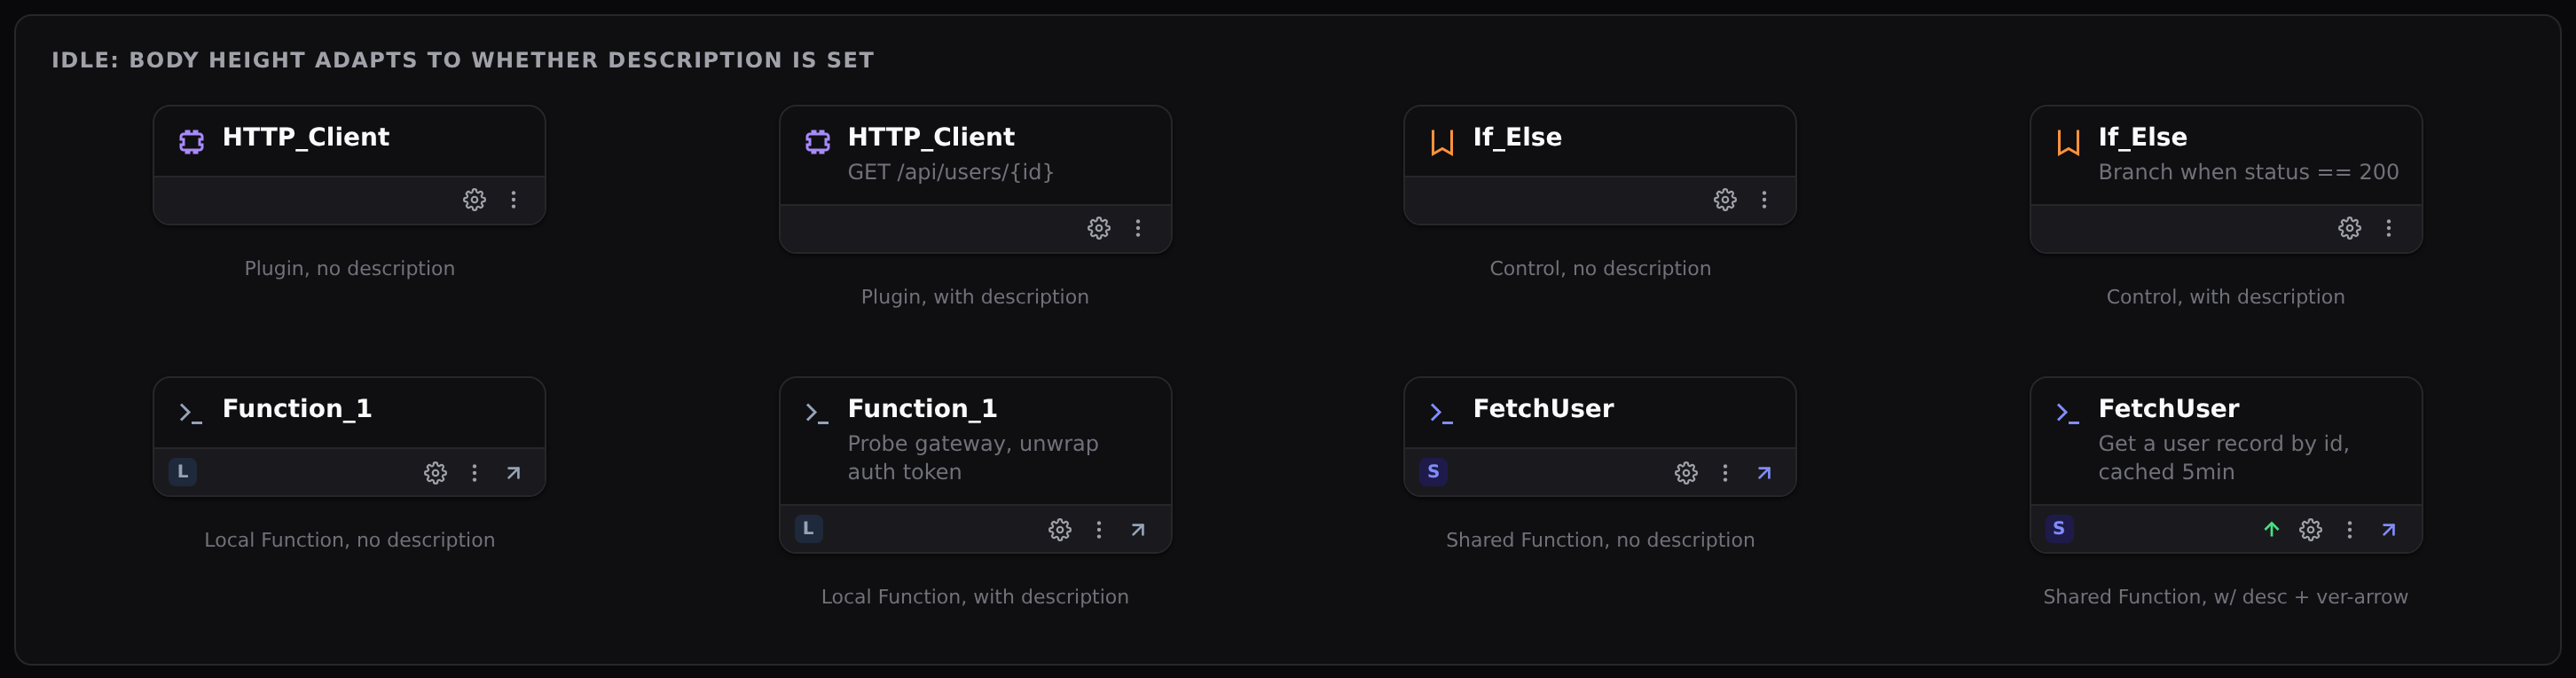 IDLE: BODY HEIGHT ADAPTS TO WHETHER DESCRIPTION IS SET
HTTP_Client
Plugin, no description
HTTP_Client
GET /api/users/{id}
Plugin, with description
If_Else
Control, no description
If_Else
Branch when status == 200
Control, with description
Function_1
L
Local Function, no description
Function_1
Probe gateway, unwrap
auth token
L
Local Function, with description
FetchUser
S
Shared Function, no description
FetchUser
Get a user record by id,
cached 5min
S
Shared Function, w/ desc + ver-arrow